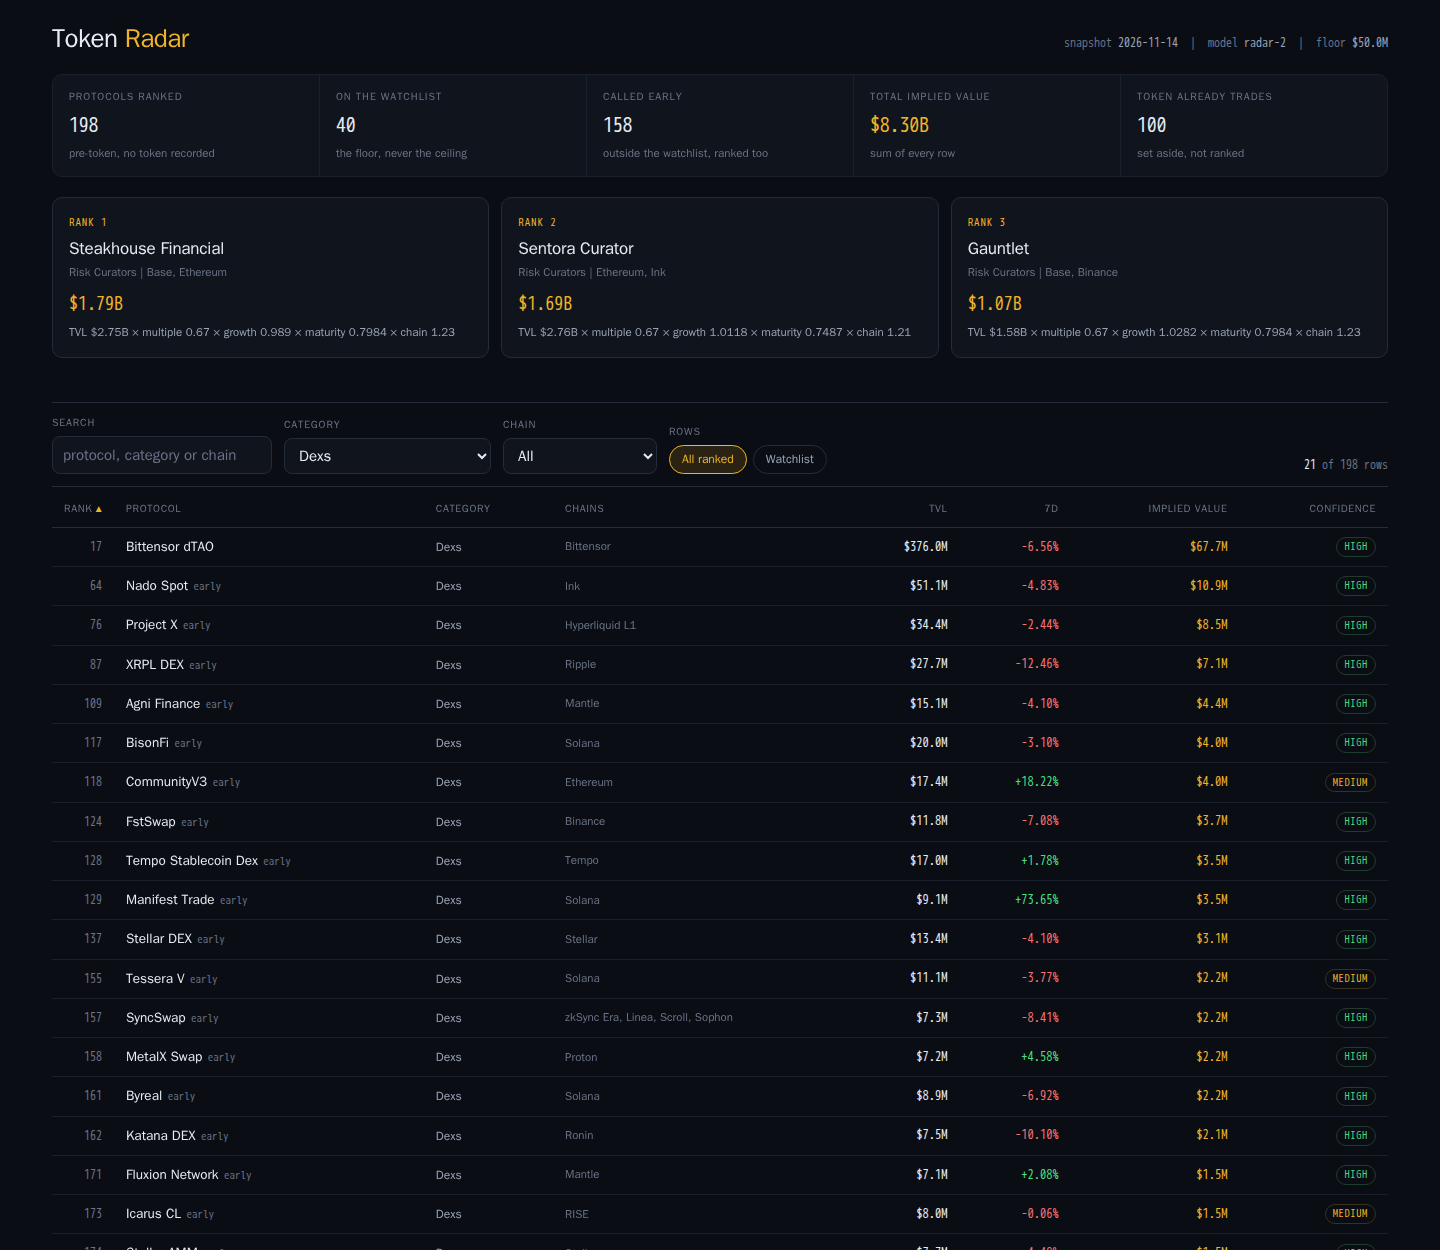 Token Radar
snapshot 2026-11-14 | model radar-2 | floor $50.0M
PROTOCOLS RANKED
198
pre-token, no token recorded
ON THE WATCHLIST
40
the floor, never the ceiling
CALLED EARLY
158
outside the watchlist, ranked too
TOTAL IMPLIED VALUE
$8.30B
sum of every row
TOKEN ALREADY TRADES
100
set aside, not ranked
RANK 1
Steakhouse Financial
Risk Curators | Base, Ethereum
$1.79B
TVL $2.75B × multiple 0.67 × growth 0.989 × maturity 0.7984 × chain 1.23
RANK 2
Sentora Curator
Risk Curators | Ethereum, Ink
$1.69B
TVL $2.76B × multiple 0.67 × growth 1.0118 × maturity 0.7487 × chain 1.21
RANK 3
Gauntlet
Risk Curators | Base, Binance
$1.07B
TVL $1.58B × multiple 0.67 × growth 1.0282 × maturity 0.7984 × chain 1.23
SEARCH
protocol, category or chain
CATEGORY
Dexs
CHAIN
All
ROWS
All ranked Watchlist
21 of 198 rows
RANK ▲ PROTOCOL CATEGORY CHAINS TVL 7D IMPLIED VALUE CONFIDENCE
17 Bittensor dTAO Dexs Bittensor $376.0M -6.56% $67.7M HIGH
64 Nado Spot early Dexs Ink $51.1M -4.83% $10.9M HIGH
76 Project X early Dexs Hyperliquid L1 $34.4M -2.44% $8.5M HIGH
87 XRPL DEX early Dexs Ripple $27.7M -12.46% $7.1M HIGH
109 Agni Finance early Dexs Mantle $15.1M -4.10% $4.4M HIGH
117 BisonFi early Dexs Solana $20.0M -3.10% $4.0M HIGH
118 CommunityV3 early Dexs Ethereum $17.4M +18.22% $4.0M MEDIUM
124 FstSwap early Dexs Binance $11.8M -7.08% $3.7M HIGH
128 Tempo Stablecoin Dex early Dexs Tempo $17.0M +1.78% $3.5M HIGH
129 Manifest Trade early Dexs Solana $9.1M +73.65% $3.5M HIGH
137 Stellar DEX early Dexs Stellar $13.4M -4.10% $3.1M HIGH
155 Tessera V early Dexs Solana $11.1M -3.77% $2.2M MEDIUM
157 SyncSwap early Dexs zkSync Era, Linea, Scroll, Sophon $7.3M -8.41% $2.2M HIGH
158 MetalX Swap early Dexs Proton $7.2M +4.58% $2.2M HIGH
161 Byreal early Dexs Solana $8.9M -6.92% $2.2M HIGH
162 Katana DEX early Dexs Ronin $7.5M -10.10% $2.1M HIGH
171 Fluxion Network early Dexs Mantle $7.1M +2.08% $1.5M HIGH
173 Icarus CL early Dexs RISE $8.0M -0.06% $1.5M MEDIUM